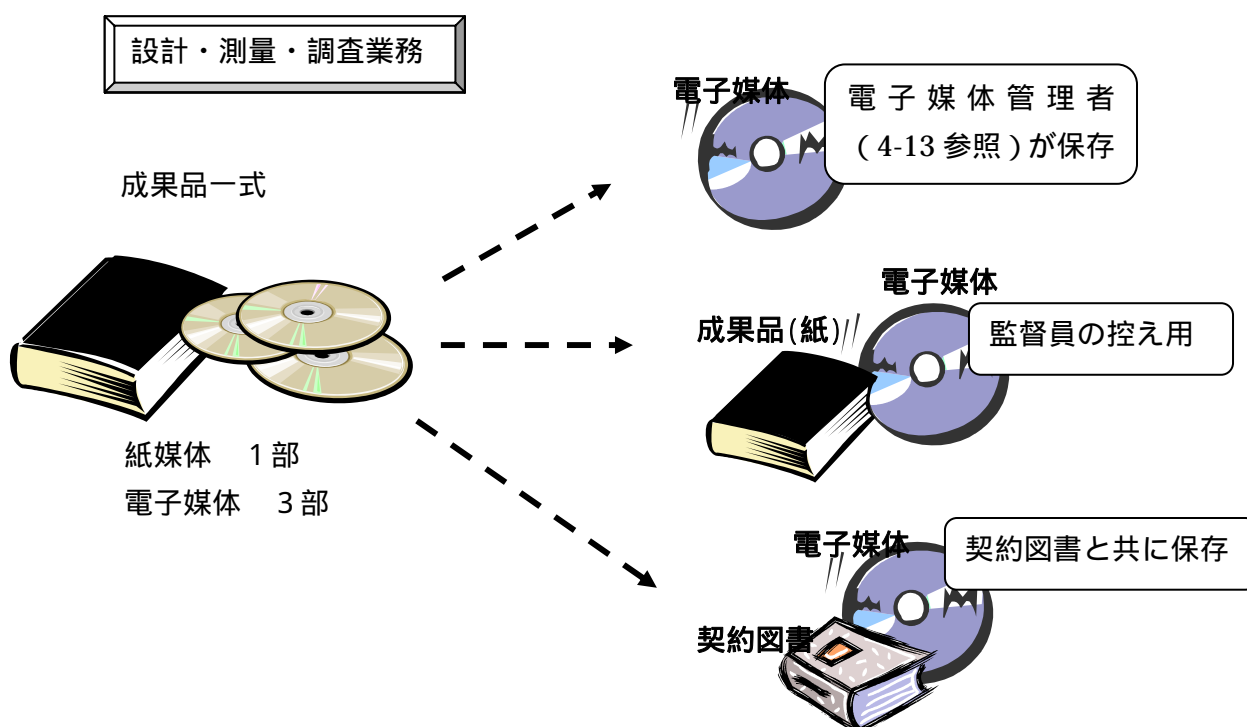 設計・測量・調査業務
成果品一式
紙媒体　1部
電子媒体　3部
電子媒体
電子媒体管理者
（4-13 参照）が保存
電子媒体
成果品(紙)
監督員の控え用
電子媒体
契約図書と共に保存
契約図書